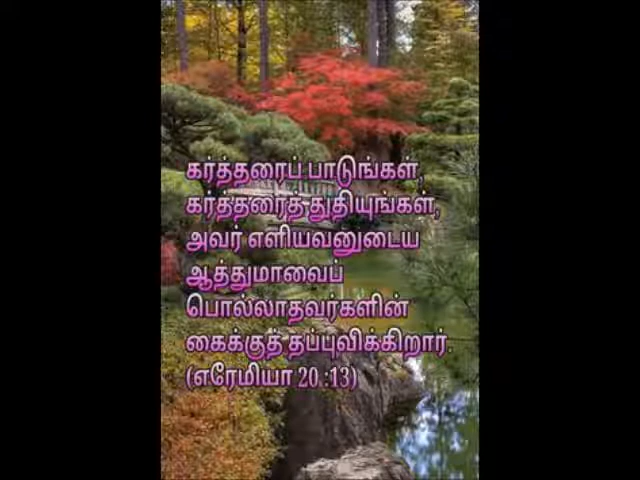 கர்த்தரைப் பாடுங்கள்,
கர்த்தரைத் துதியுங்கள்,
அவர் எளியவனுடைய
ஆத்துமாவைப்
பொல்லாதவர்களின்
கைக்குத் தப்புவிக்கிறார்.
(எரேமியா 20 :13)